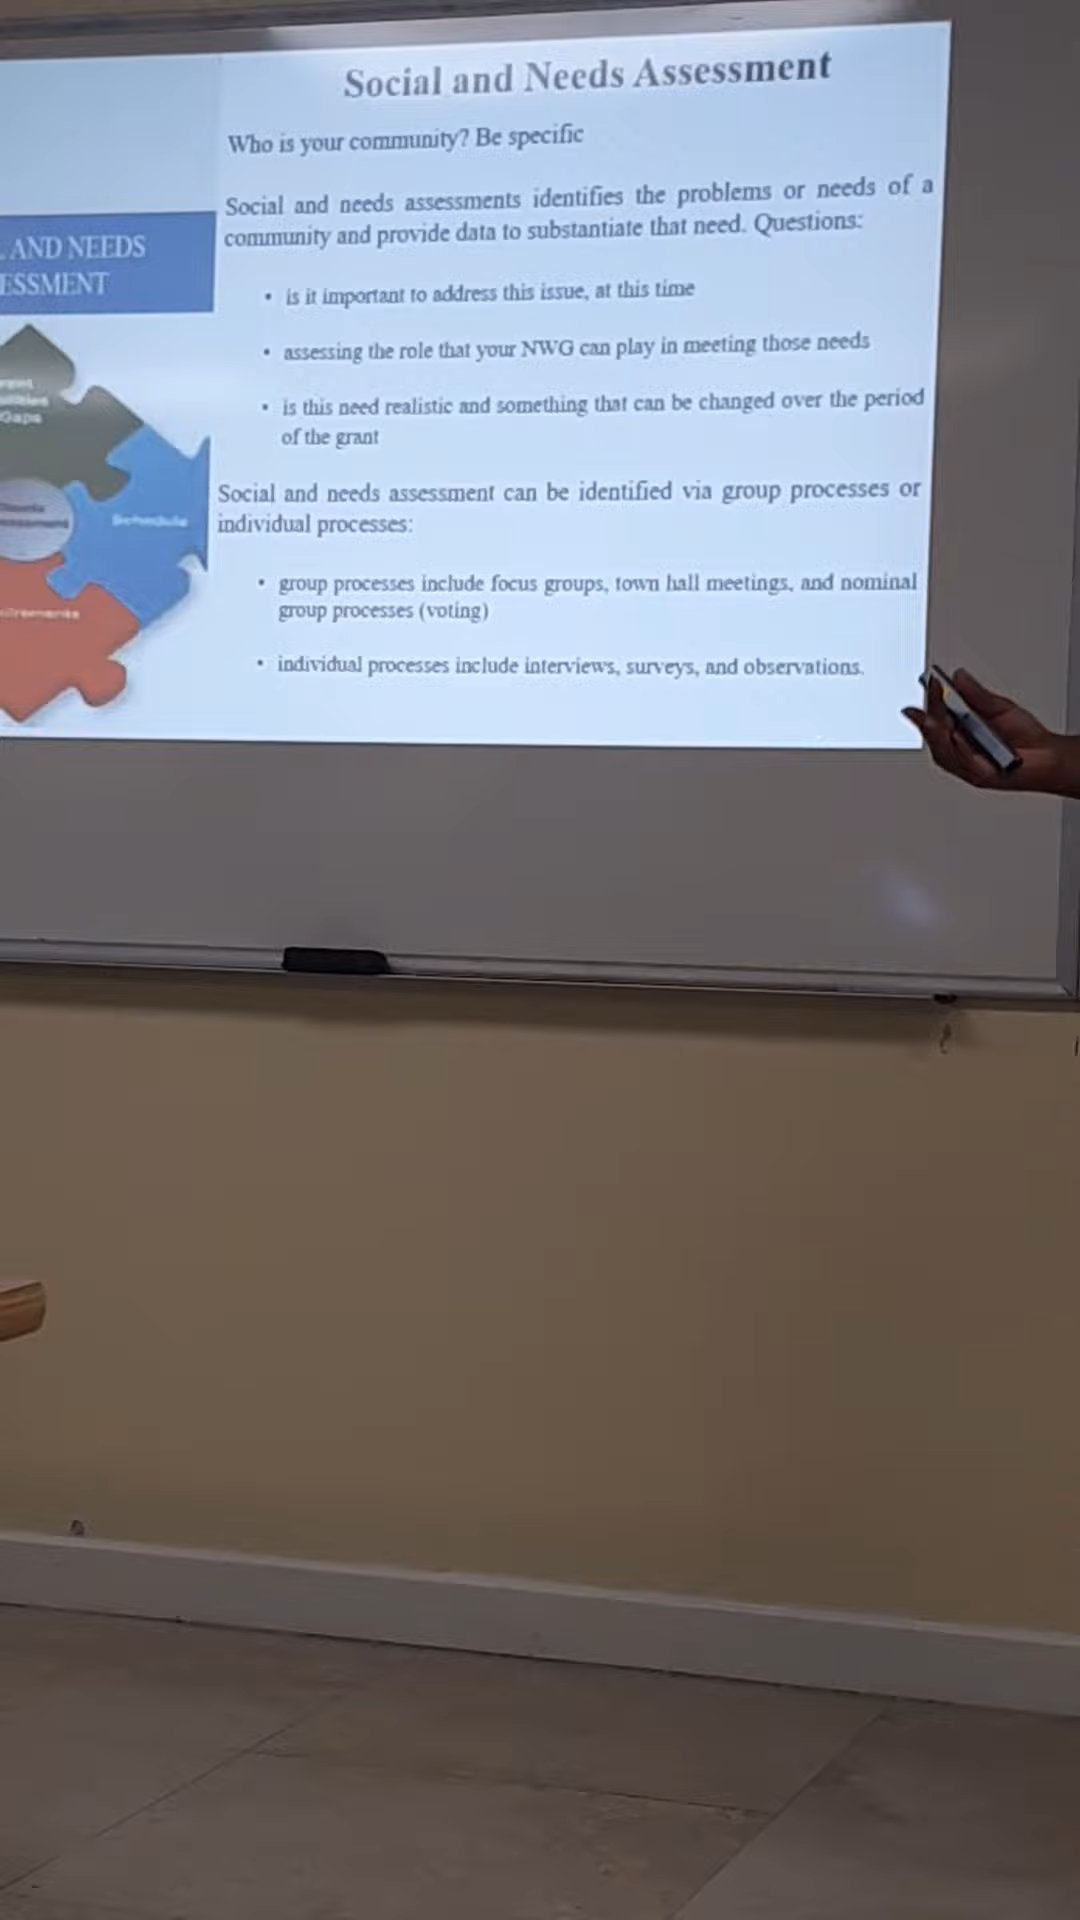 Social and Needs Assessment
Who is your community? Be specific
Social and needs assessments identifies the problems or needs of a
community and provide data to substantiate that need. Questions:
• is it important to address this issue, at this time
• assessing the role that your NWG can play in meeting those needs
• is this need realistic and something that can be changed over the period
of the grant
Social and needs assessment can be identified via group processes or
individual processes:
• group processes include focus groups, town hall meetings, and nominal
group processes (voting)
• individual processes include interviews, surveys, and observations.
AND NEEDS
ESSMENT
Gaps
Schedule